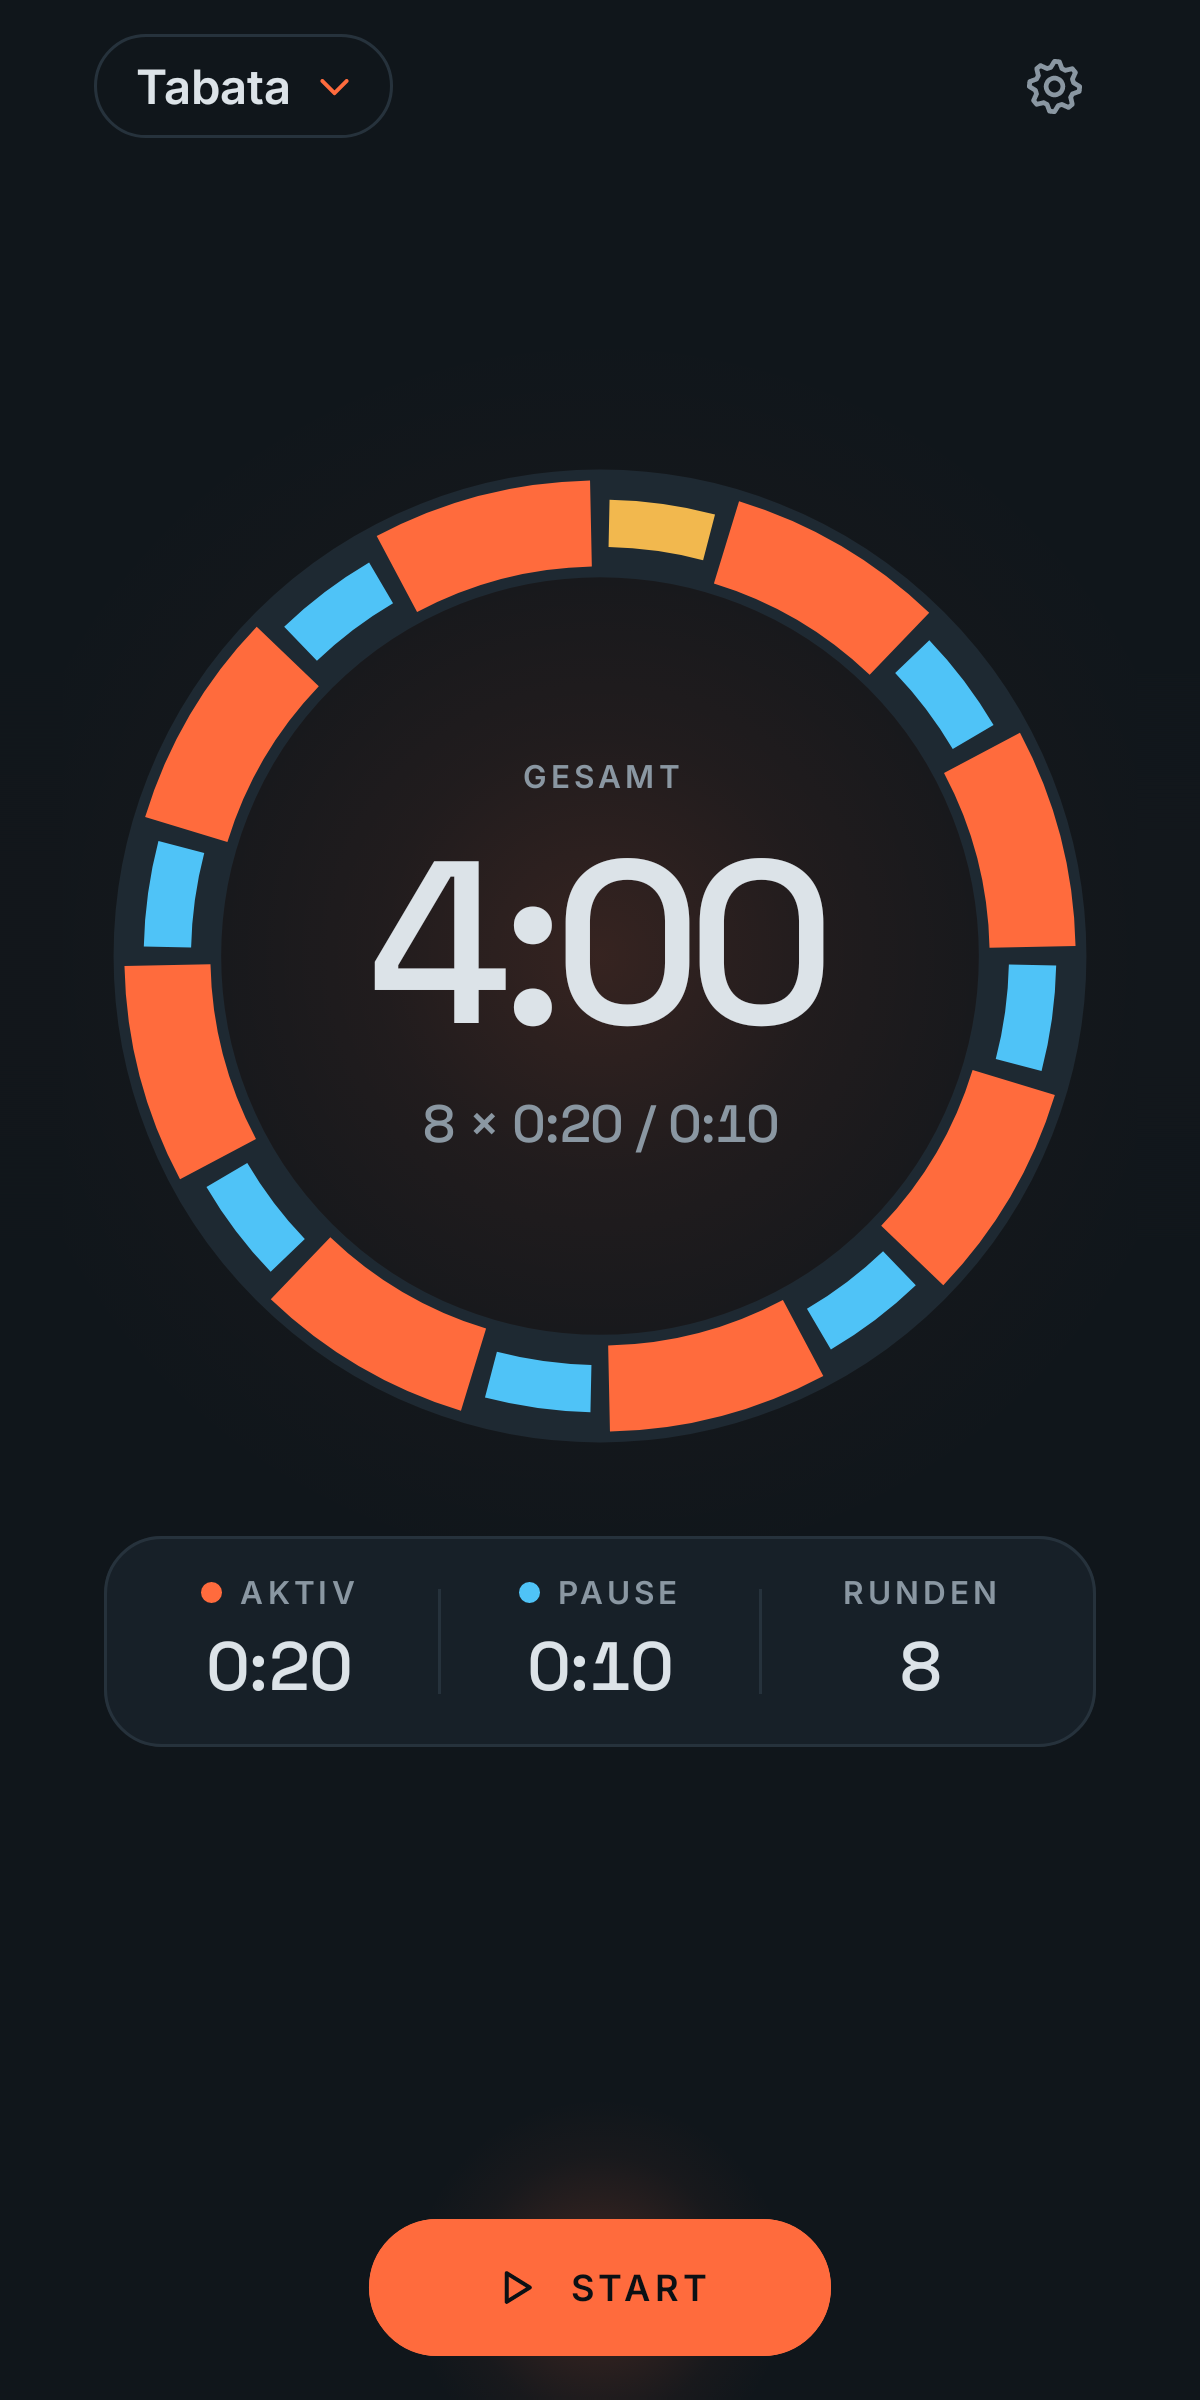 Tabata
GESAMT
4:00
8 × 0:20 / 0:10
AKTIV PAUSE RUNDEN
0:20 0:10 8
START